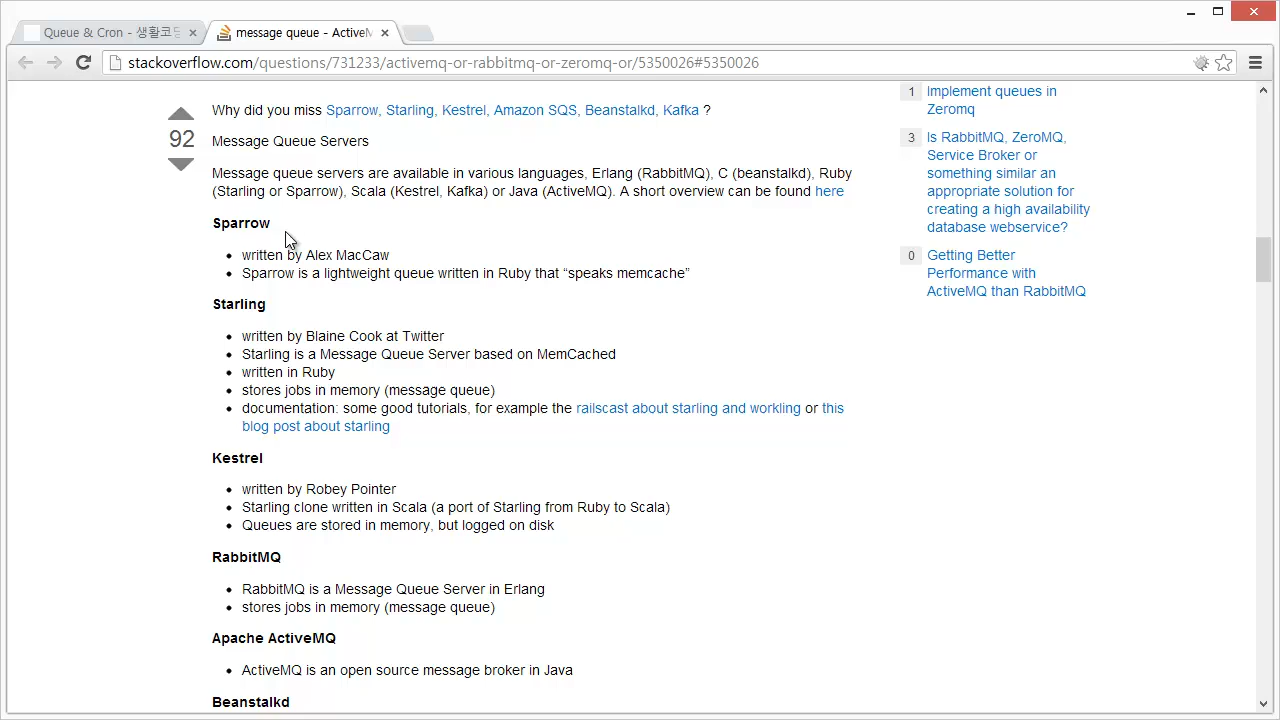 Queue & Cron - 생활코딩
message queue - ActiveM
stackoverflow.com/questions/731233/activemq-or-rabbitmq-or-zeromq-or/5350026#5350026
92
Why did you miss Sparrow, Starling, Kestrel, Amazon SQS, Beanstalkd, Kafka ?
Message Queue Servers
Message queue servers are available in various languages, Erlang (RabbitMQ), C (beanstalkd), Ruby
(Starling or Sparrow), Scala (Kestrel, Kafka) or Java (ActiveMQ). A short overview can be found here
Sparrow
• written by Alex MacCaw
• Sparrow is a lightweight queue written in Ruby that “speaks memcache”
Starling
• written by Blaine Cook at Twitter
• Starling is a Message Queue Server based on MemCached
• written in Ruby
• stores jobs in memory (message queue)
• documentation: some good tutorials, for example the railscast about starling and workling or this
blog post about starling
Kestrel
• written by Robey Pointer
• Starling clone written in Scala (a port of Starling from Ruby to Scala)
• Queues are stored in memory, but logged on disk
RabbitMQ
• RabbitMQ is a Message Queue Server in Erlang
• stores jobs in memory (message queue)
Apache ActiveMQ
• ActiveMQ is an open source message broker in Java
Beanstalkd
1 Implement queues in
Zeromq
3 Is RabbitMQ, ZeroMQ,
Service Broker or
something similar an
appropriate solution for
creating a high availability
database webservice?
0 Getting Better
Performance with
ActiveMQ than RabbitMQ